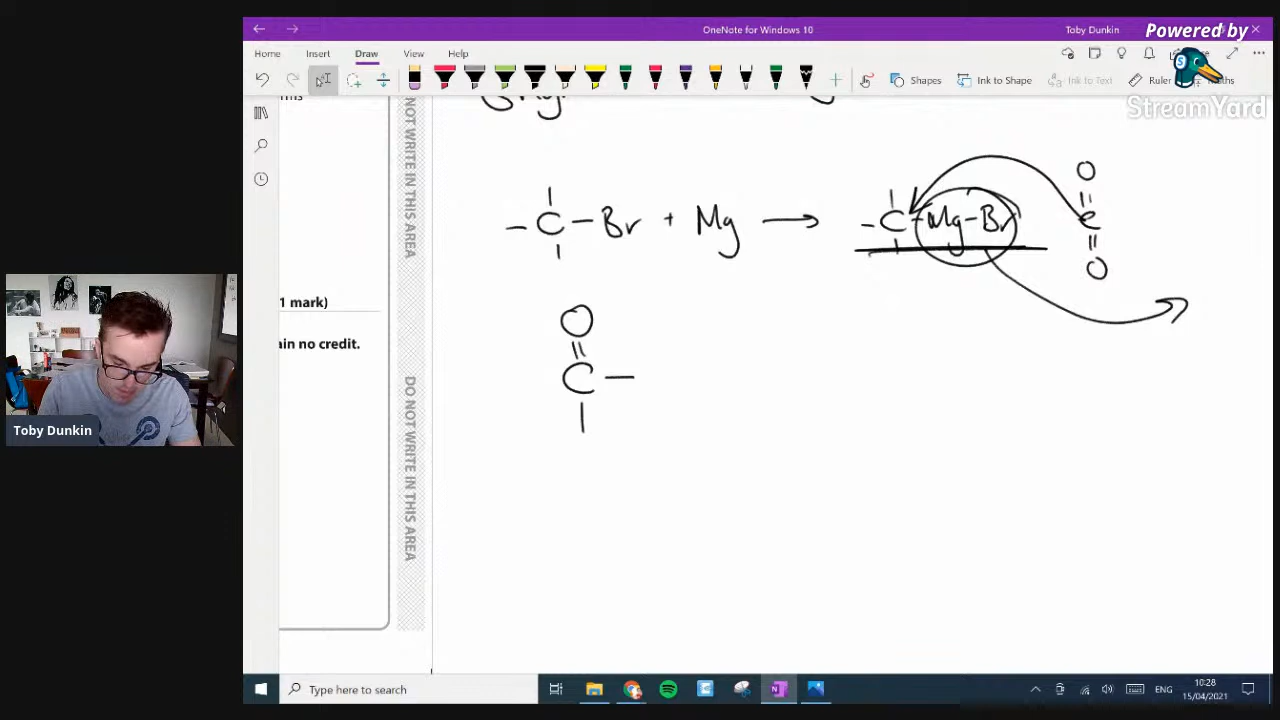 OneNote for Windows 10
Toby Dunkin
Powered by
StreamYard
Home Insert Draw View Help
Shapes Ink to Shape Ink to Text Ruler
NOT WRITE IN THIS AREA
DO NOT WRITE IN THIS AREA
1 mark)
ain no credit.
- C - Br + Mg → - C - Mg - Br
O
C
O
O
C -
Toby Dunkin
Type here to search
ENG
10:28
15/04/2021